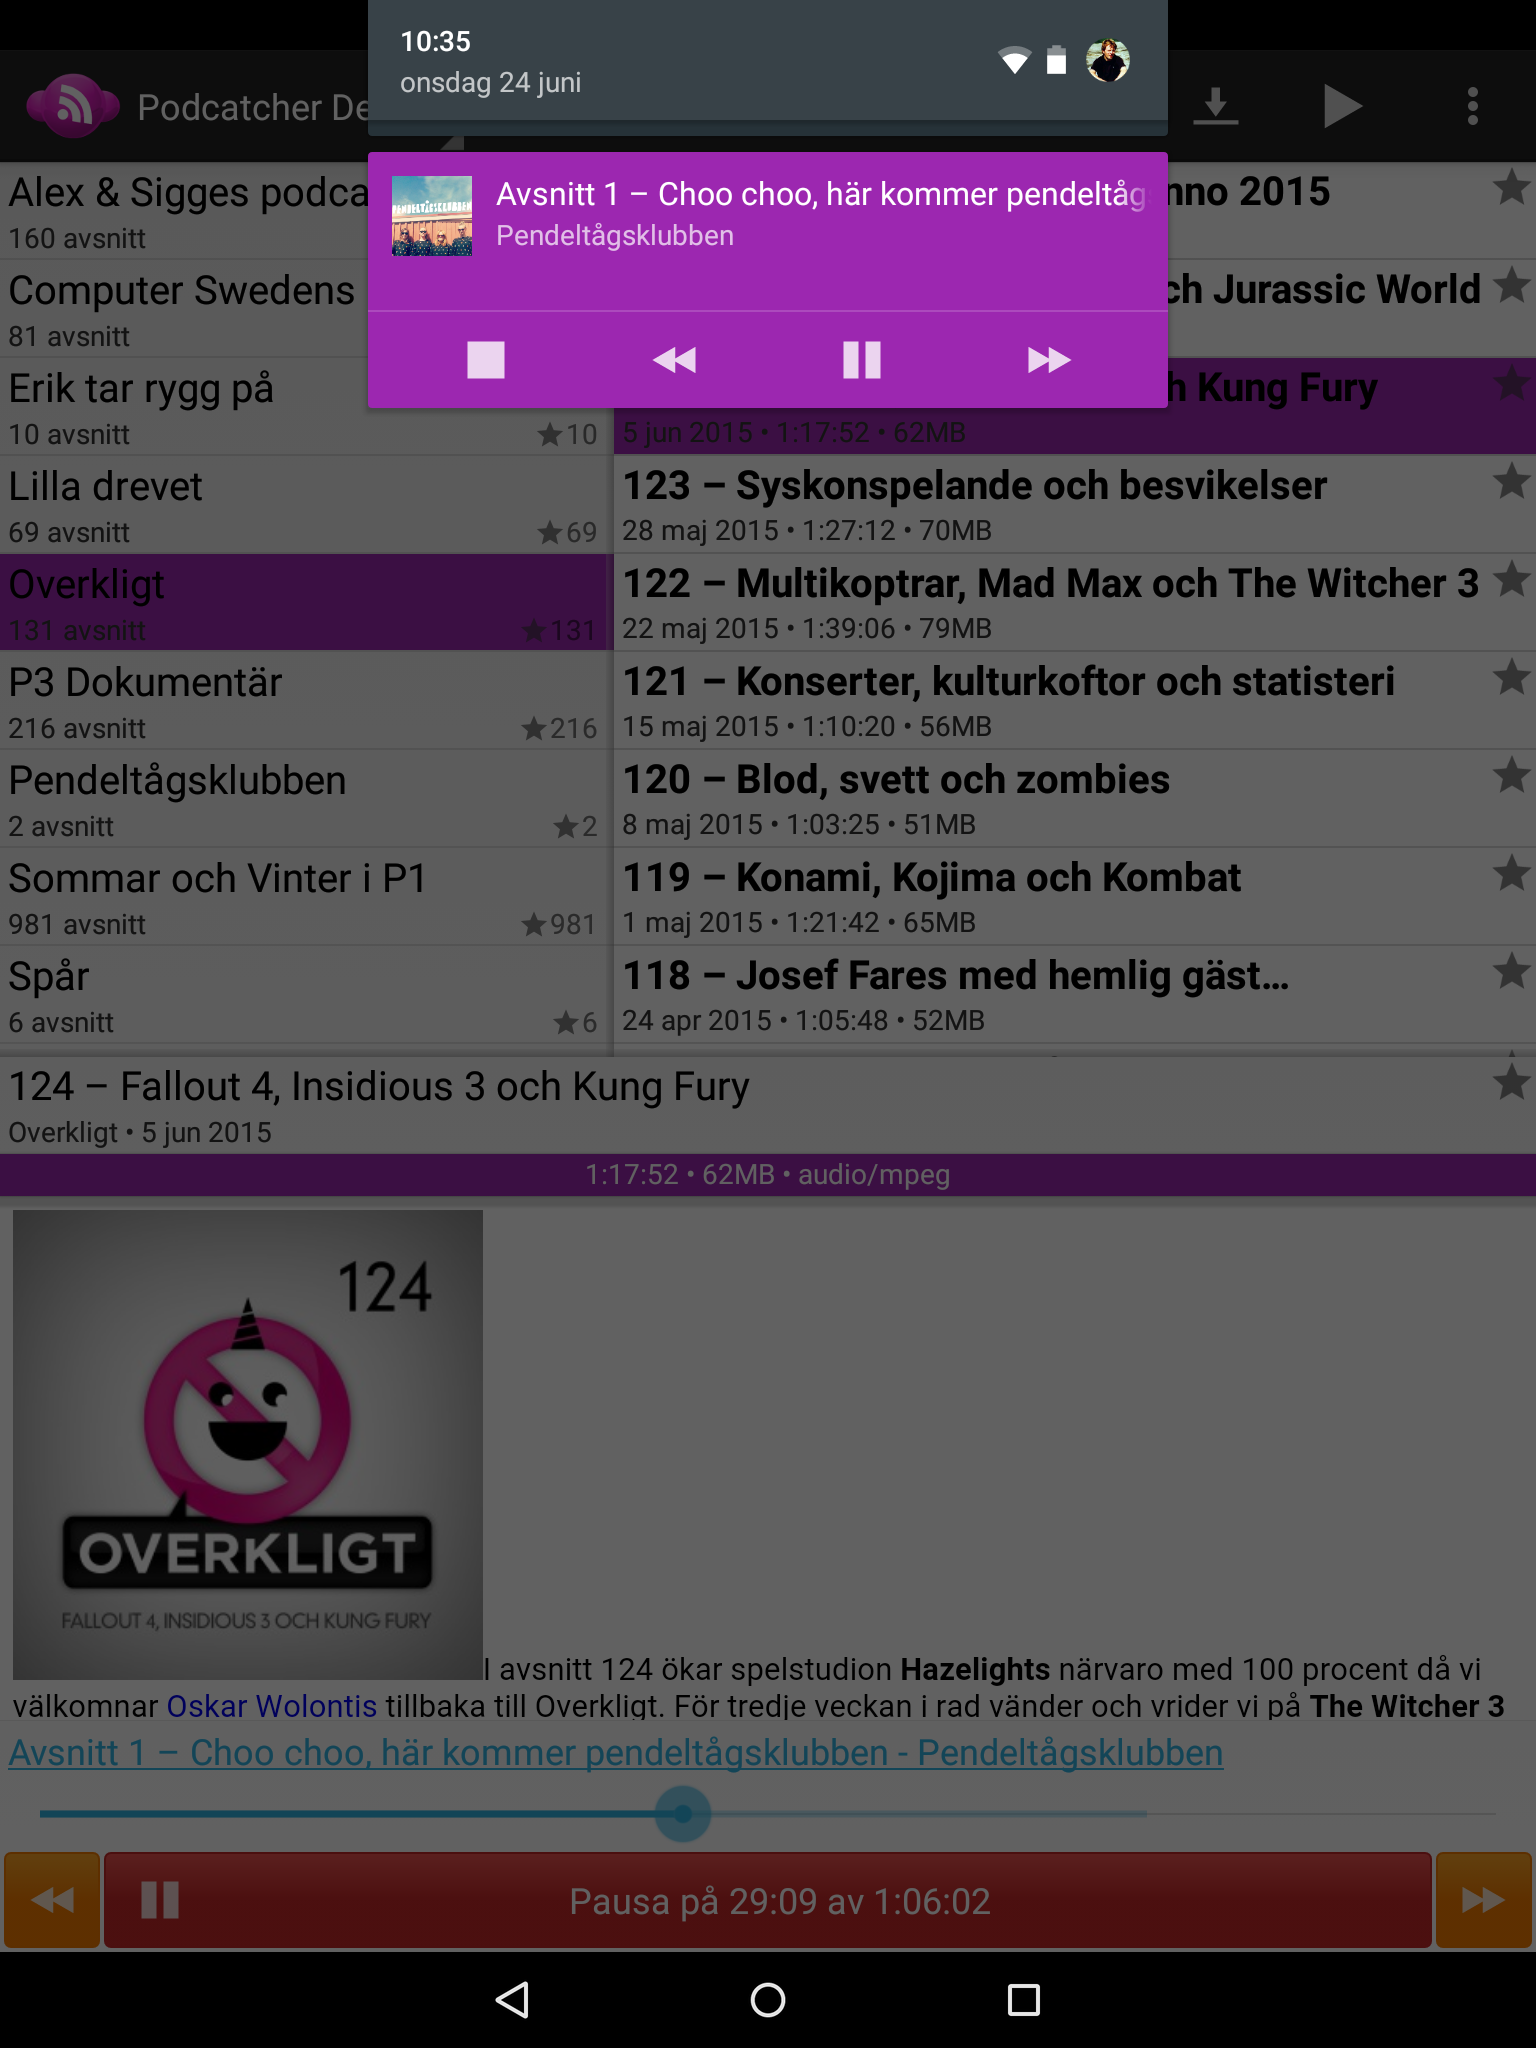 10:35
onsdag 24 juni
Podcatcher De
Avsnitt 1 – Choo choo, här kommer pendeltåg
Pendeltågsklubben
PENDELTÅGSKLUBBEN
Alex & Sigges podca
160 avsnitt
Computer Swedens
81 avsnitt
Erik tar rygg på
10 avsnitt
10
Lilla drevet
69 avsnitt
69
Overkligt
131 avsnitt
131
P3 Dokumentär
216 avsnitt
216
Pendeltågsklubben
2 avsnitt
2
Sommar och Vinter i P1
981 avsnitt
981
Spår
6 avsnitt
6
nno 2015
ch Jurassic World
h Kung Fury
5 jun 2015 • 1:17:52 • 62MB
123 – Syskonspelande och besvikelser
28 maj 2015 • 1:27:12 • 70MB
122 – Multikoptrar, Mad Max och The Witcher 3
22 maj 2015 • 1:39:06 • 79MB
121 – Konserter, kulturkoftor och statisteri
15 maj 2015 • 1:10:20 • 56MB
120 – Blod, svett och zombies
8 maj 2015 • 1:03:25 • 51MB
119 – Konami, Kojima och Kombat
1 maj 2015 • 1:21:42 • 65MB
118 – Josef Fares med hemlig gäst...
24 apr 2015 • 1:05:48 • 52MB
124 – Fallout 4, Insidious 3 och Kung Fury
Overkligt • 5 jun 2015
1:17:52 • 62MB • audio/mpeg
124
OVERKLIGT
FALLOUT 4, INSIDIOUS 3 OCH KUNG FURY
I avsnitt 124 ökar spelstudion Hazelights närvaro med 100 procent då vi
välkomnar Oskar Wolontis tillbaka till Overkligt. För tredje veckan i rad vänder och vrider vi på The Witcher 3
Avsnitt 1 – Choo choo, här kommer pendeltågsklubben - Pendeltågsklubben
Pausa på 29:09 av 1:06:02